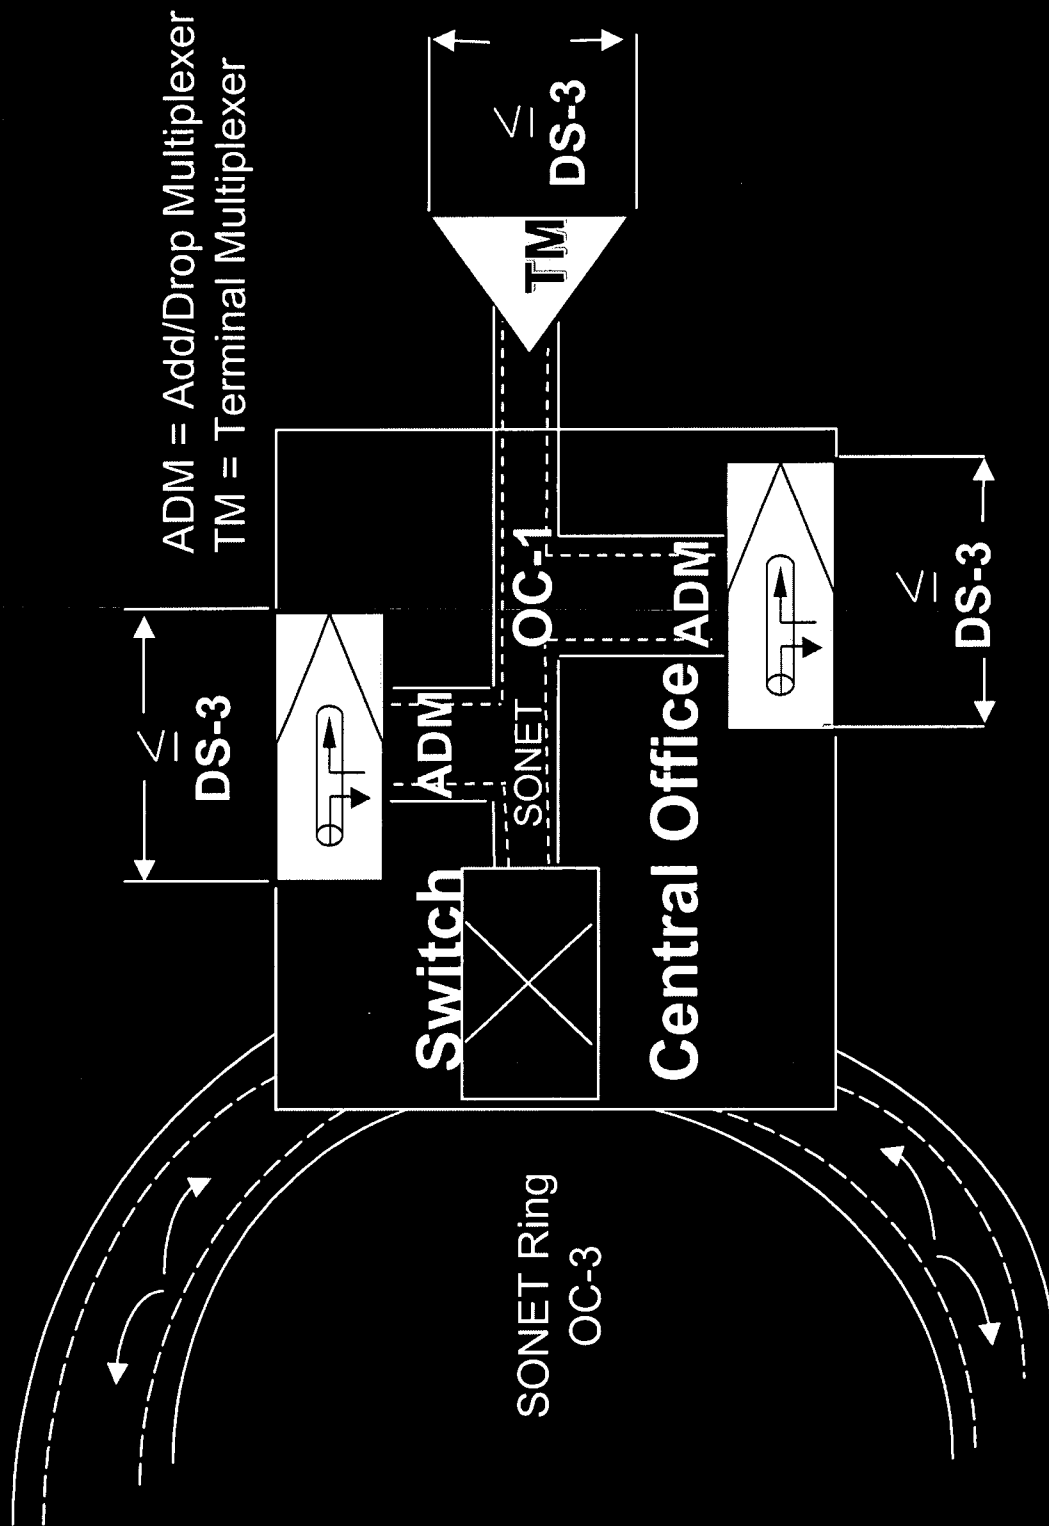 ADM = Add/Drop Multiplexer
TM = Terminal Multiplexer
≤
DS-3
Switch
ADM
SONET
OC-1
TM
≤
DS-3
Central Office
ADM
≤
DS-3
SONET Ring
OC-3